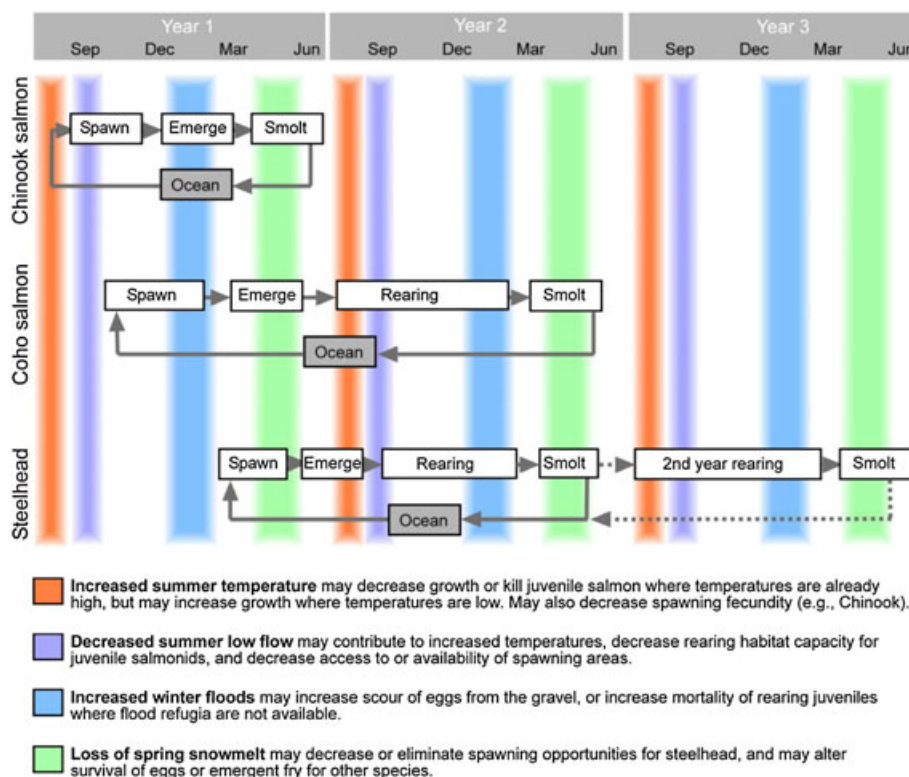 Year 1 Year 2 Year 3
Sep Dec Mar Jun Sep Dec Mar Jun Sep Dec Mar Jun
Chinook salmon
Spawn Emerge Smolt
Ocean
Coho salmon
Spawn Emerge Rearing Smolt
Ocean
Steelhead
Spawn Emerge Rearing Smolt 2nd year rearing Smolt
Ocean
Increased summer temperature may decrease growth or kill juvenile salmon where temperatures are already
high, but may increase growth where temperatures are low. May also decrease spawning fecundity (e.g., Chinook).
Decreased summer low flow may contribute to increased temperatures, decrease rearing habitat capacity for
juvenile salmonids, and decrease access to or availability of spawning areas.
Increased winter floods may increase scour of eggs from the gravel, or increase mortality of rearing juveniles
where flood refugia are not available.
Loss of spring snowmelt may decrease or eliminate spawning opportunities for steelhead, and may alter
survival of eggs or emergent fry for other species.